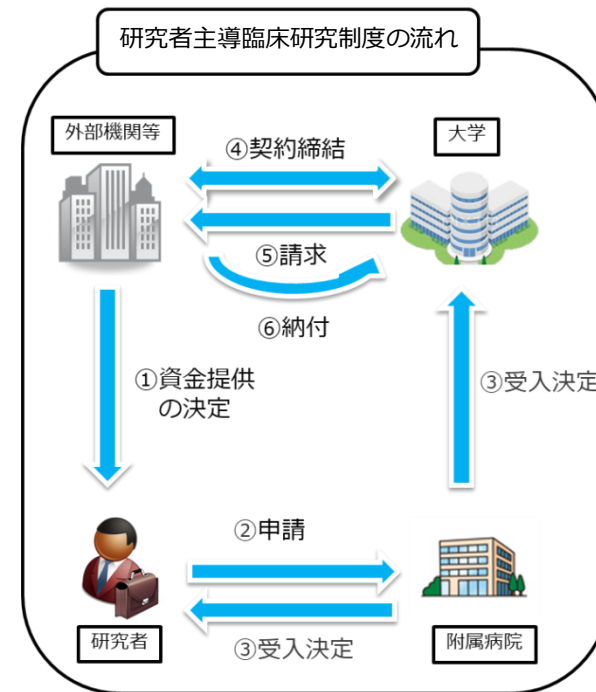 研究者主導臨床研究制度の流れ
外部機関等
大学
④契約締結
⑤請求
⑥納付
①資金提供
の決定
③受入決定
②申請
研究者
③受入決定
附属病院